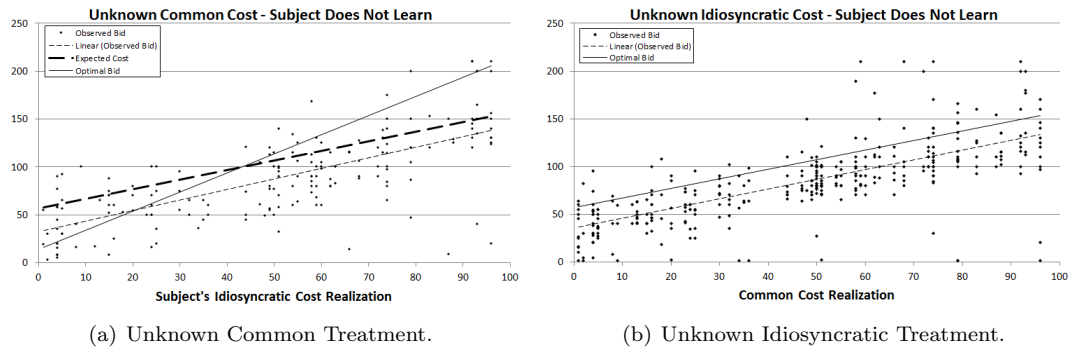 Unknown Common Cost - Subject Does Not Learn
250
200
150
100
50
0
Observed Bid
Linear (Observed Bid)
Expected Cost
Optimal Bid
0 10 20 30 40 50 60 70 80 90 100
Subject's Idiosyncratic Cost Realization
(a) Unknown Common Treatment.
Unknown Idiosyncratic Cost - Subject Does Not Learn
250
200
150
100
50
0
Observed Bid
Linear (Observed Bid)
Optimal Bid
0 10 20 30 40 50 60 70 80 90 100
Common Cost Realization
(b) Unknown Idiosyncratic Treatment.